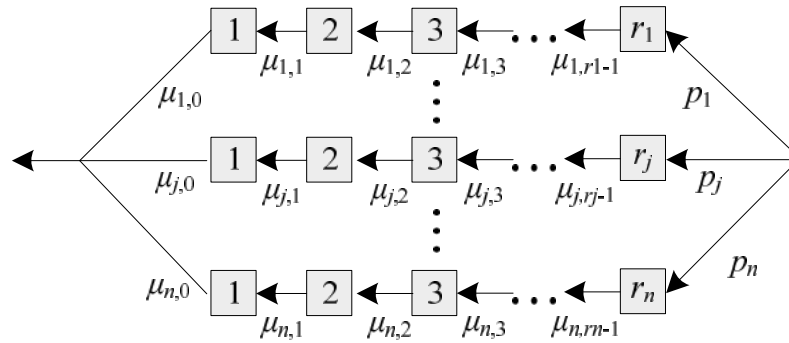 1 2 3 ... r₁
μ₁,₁ μ₁,₂ μ₁,₃ μ₁,r1-1
μ₁,₀ p₁
1 2 3 ... rⱼ
μⱼ,₀ μⱼ,₁ μⱼ,₂ μⱼ,₃ μⱼ,rj-1 pⱼ
μₙ,₀ pₙ
1 2 3 ... rₙ
μₙ,₁ μₙ,₂ μₙ,₃ μₙ,rn-1